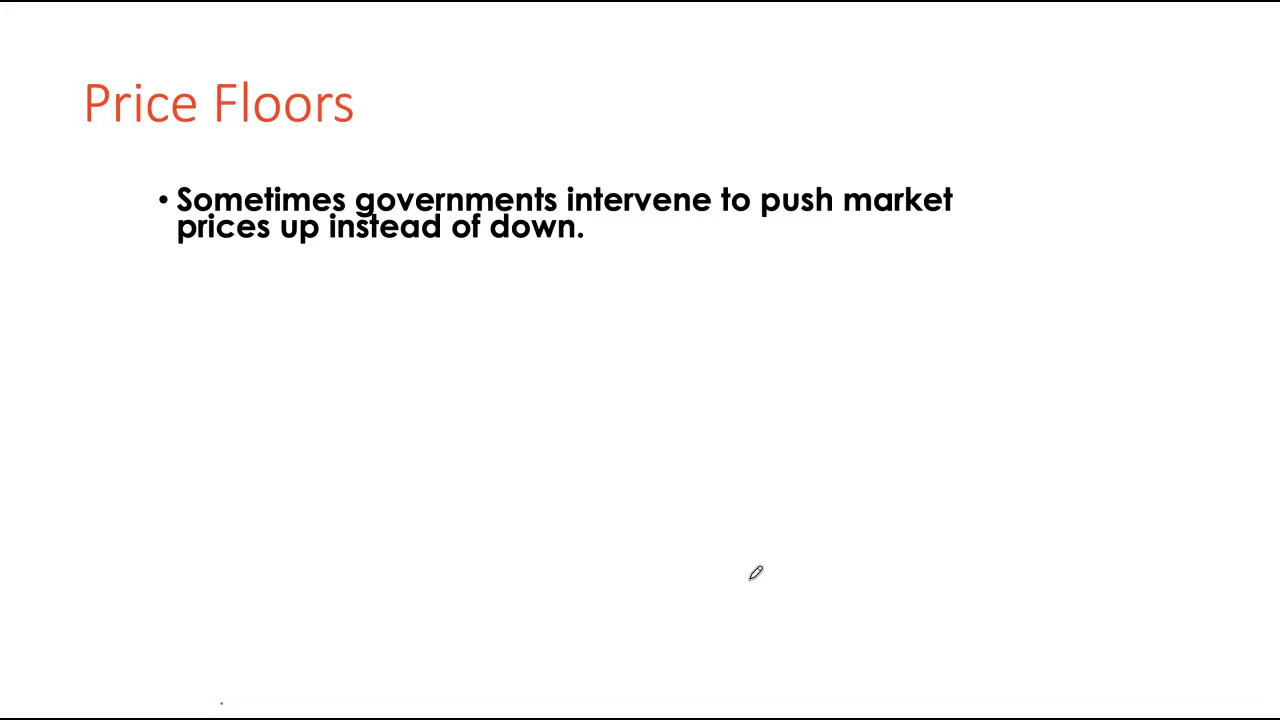 Price Floors
• Sometimes governments intervene to push market
prices up instead of down.